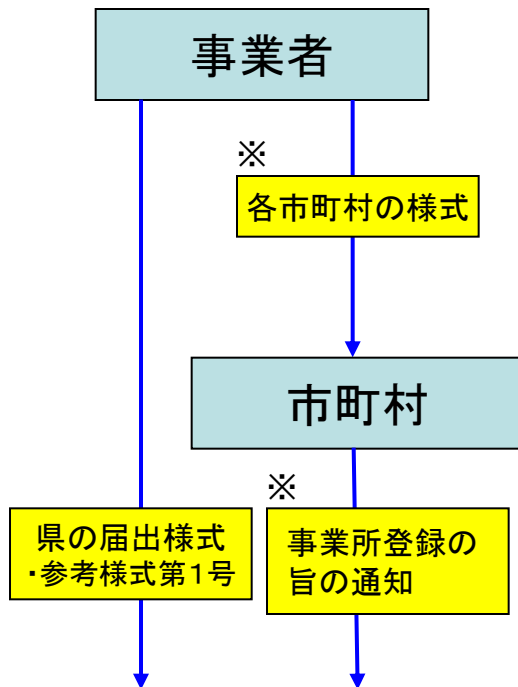 事業者
※
各市町村の様式
市町村
※
県の届出様式
・参考様式第1号
事業所登録の
旨の通知